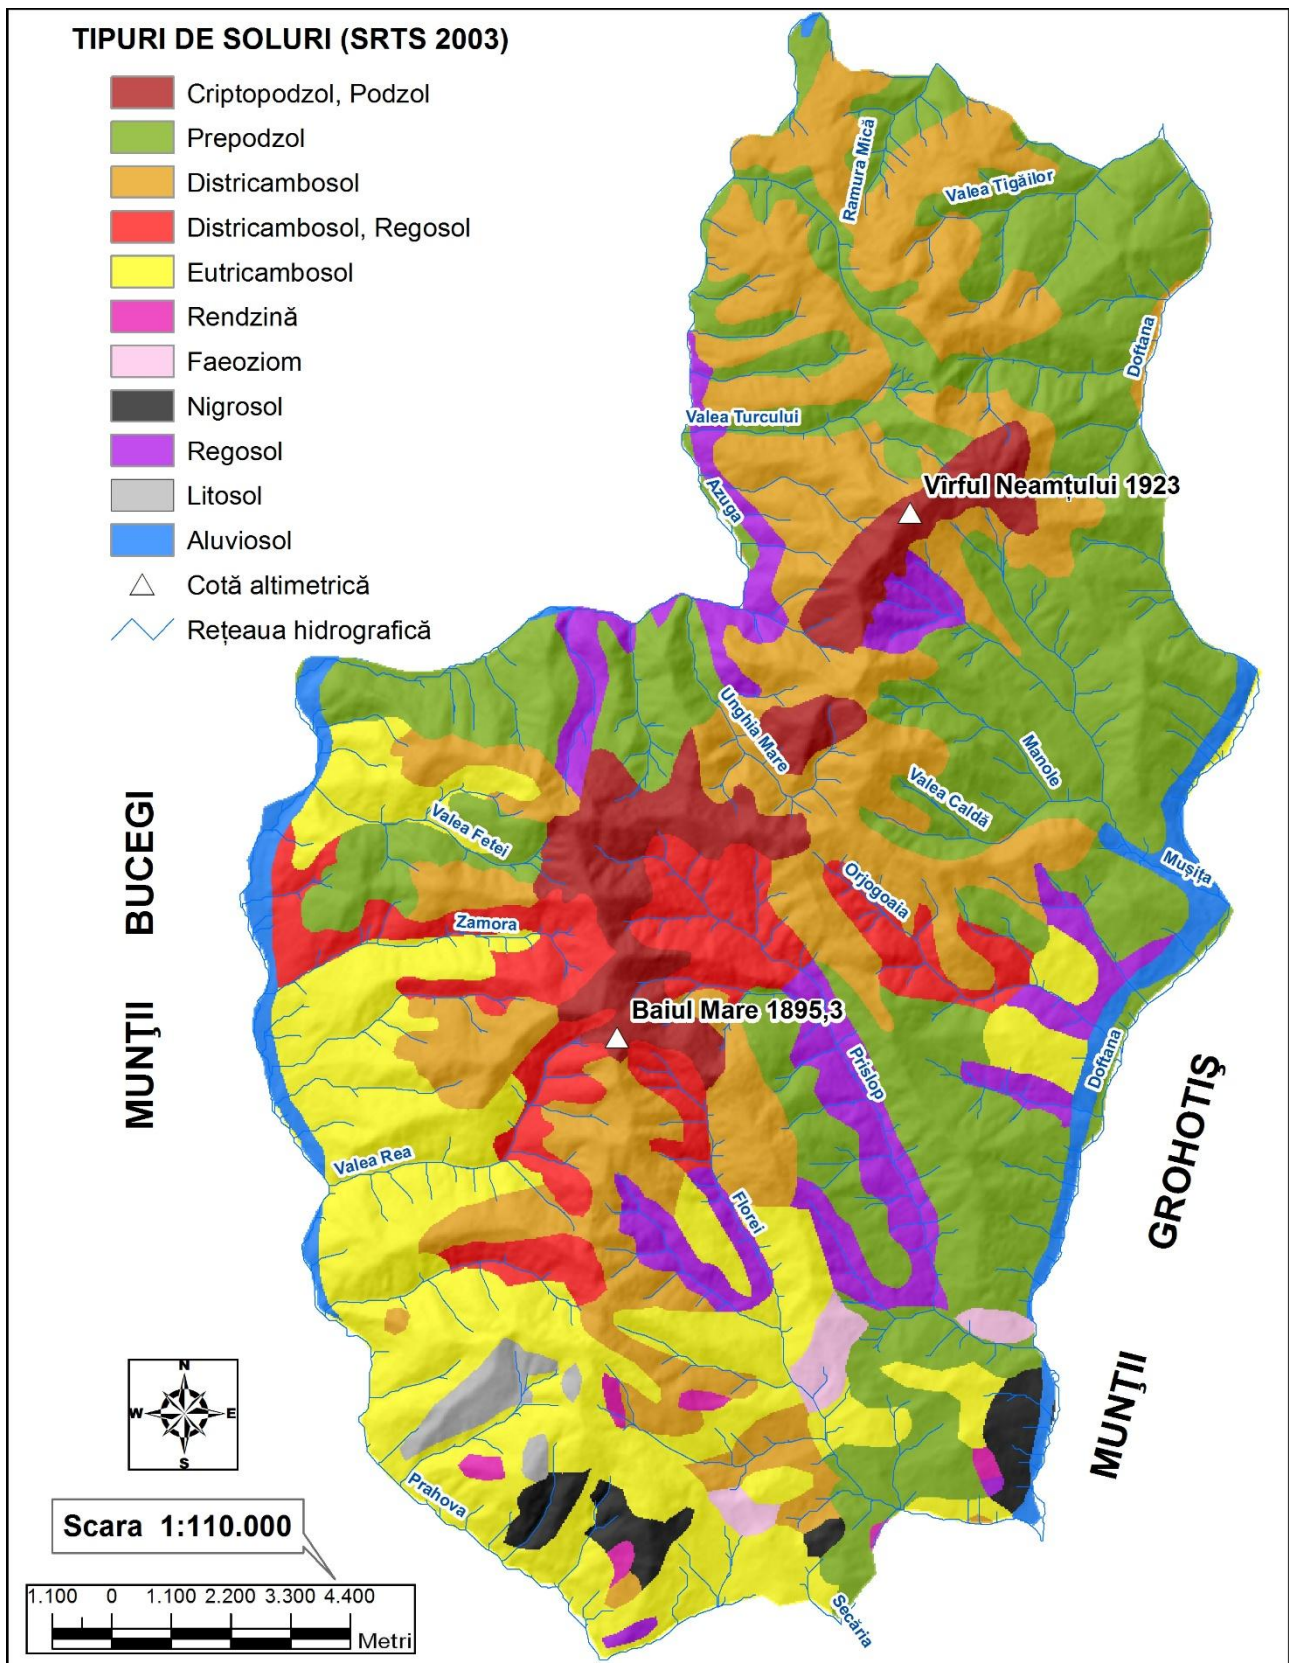 TIPURI DE SOLURI (SRTS 2003)
Criptopodzol, Podzol
Prepodzol
Districambosol
Districambosol, Regosol
Eutricambosol
Rendzină
Faeoziom
Nigrosol
Regosol
Litosol
Aluviosol
Cotă altimetrică
Rețeaua hidrografică
Ramura Mică
Valea Tigăilor
Doftana
Valea Turcului
Azuga
Vîrful Neamțului 1923
Unghia Mare
Manole
Valea Caldă
Valea Fetei
Mușița
Orjogoaia
Zamora
MUNŢII BUCEGI
Baiul Mare 1895,3
Prislop
Doftana
Valea Rea
Florei
MUNŢII GROHOTIŞ
N
W E
S
Prahova
Secăria
Scara 1:110.000
1.100 0 1.100 2.200 3.300 4.400
Metri